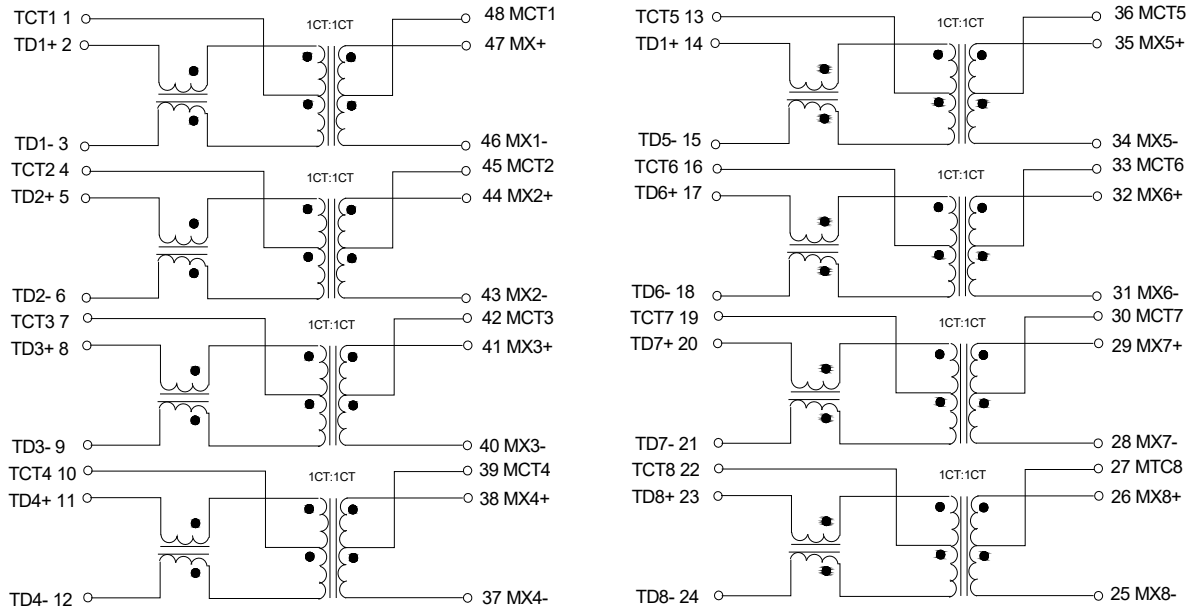 TCT1 1
1CT:1CT
48 MCT1
TD1+ 2
47 MX+
TD1- 3
46 MX1-
TCT2 4
1CT:1CT
45 MCT2
TD2+ 5
44 MX2+
TD2- 6
43 MX2-
TCT3 7
1CT:1CT
42 MCT3
TD3+ 8
41 MX3+
TD3- 9
40 MX3-
TCT4 10
1CT:1CT
39 MCT4
TD4+ 11
38 MX4+
TD4- 12
37 MX4-
TCT5 13
1CT:1CT
36 MCT5
TD1+ 14
35 MX5+
TD5- 15
34 MX5-
TCT6 16
1CT:1CT
33 MCT6
TD6+ 17
32 MX6+
TD6- 18
31 MX6-
TCT7 19
1CT:1CT
30 MCT7
TD7+ 20
29 MX7+
TD7- 21
28 MX7-
TCT8 22
1CT:1CT
27 MTC8
TD8+ 23
26 MX8+
TD8- 24
25 MX8-